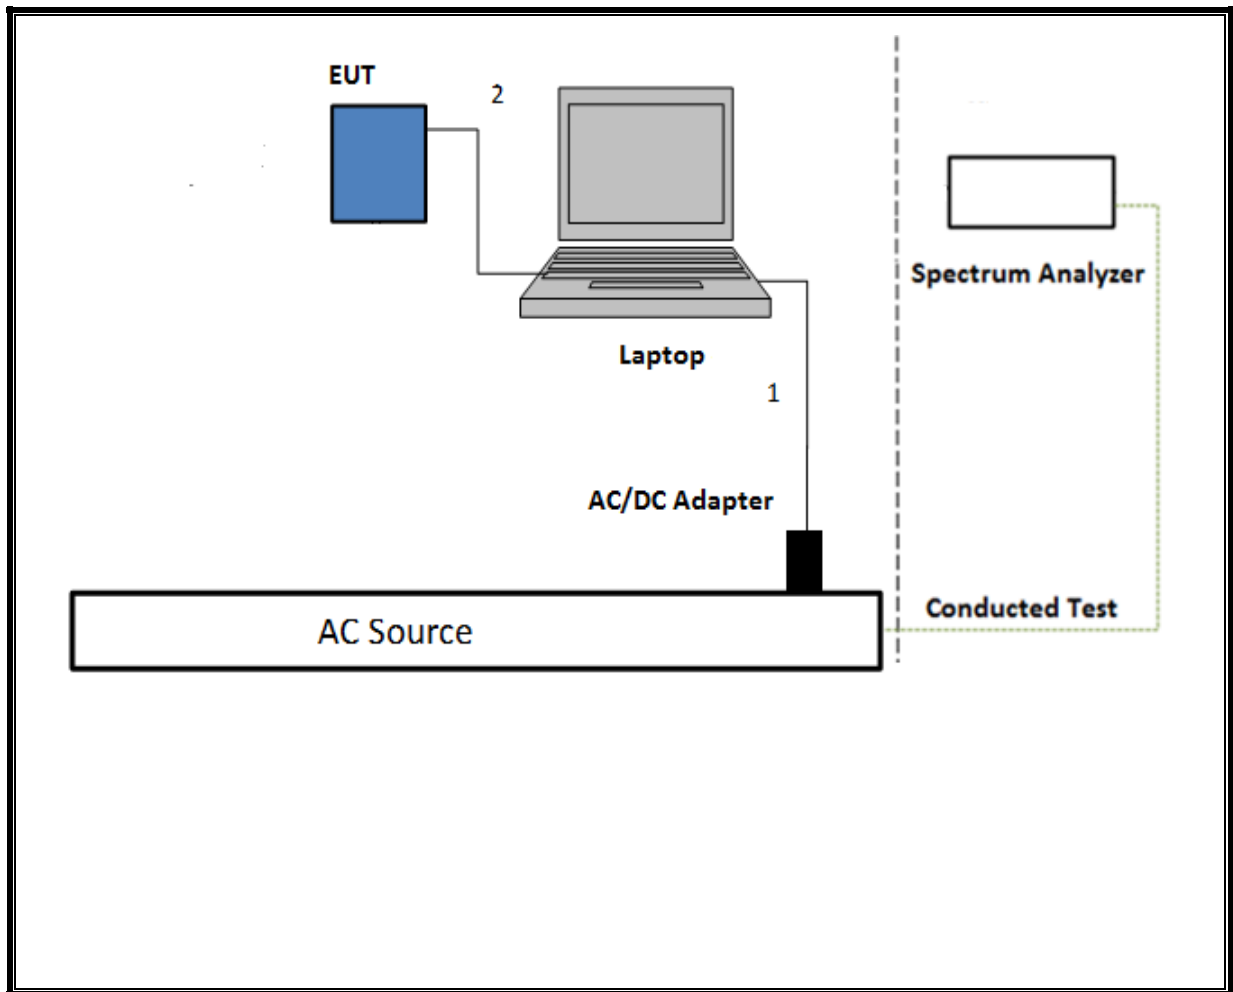 EUT
2
Spectrum Analyzer
Laptop
1
AC/DC Adapter
Conducted Test
AC Source